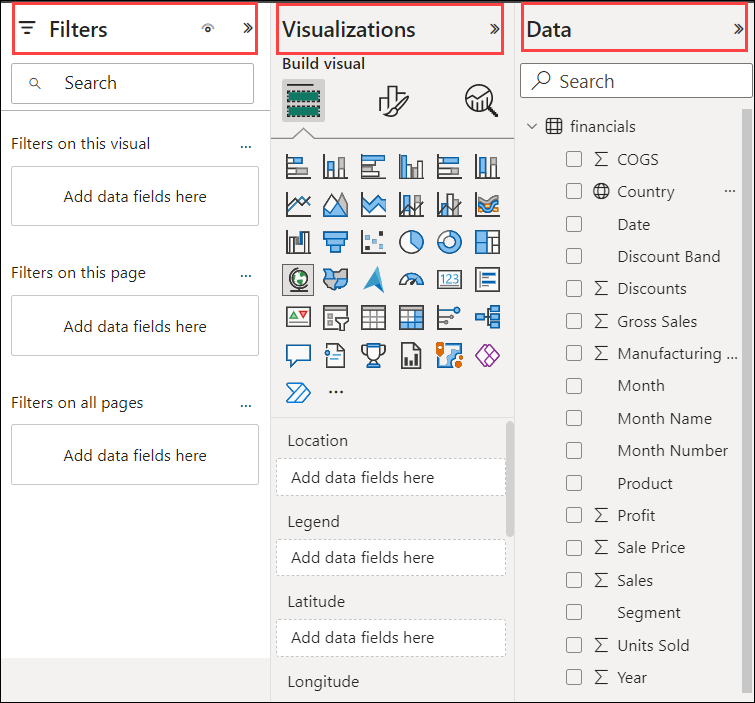 Filters
Search
Filters on this visual
...
Add data fields here
Filters on this page
...
Add data fields here
Filters on all pages
...
Add data fields here
Visualizations
Build visual
123
...
Location
Add data fields here
Legend
Add data fields here
Latitude
Add data fields here
Longitude
Data
Search
financials
COGS
Country
...
Date
Discount Band
Discounts
Gross Sales
Manufacturing ...
Month
Month Name
Month Number
Product
Profit
Sale Price
Sales
Segment
Units Sold
Year